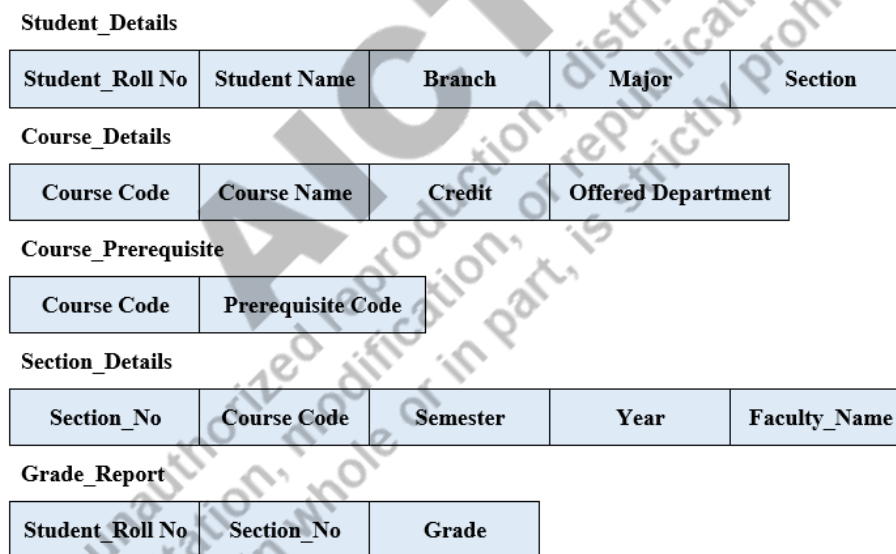 Student_Details
Student_Roll No Student Name Branch Major Section
Course_Details
Course Code Course Name Credit Offered Department
Course_Prerequisite
Course Code Prerequisite Code
Section_Details
Section_No Course Code Semester Year Faculty_Name
Grade_Report
Student_Roll No Section_No Grade